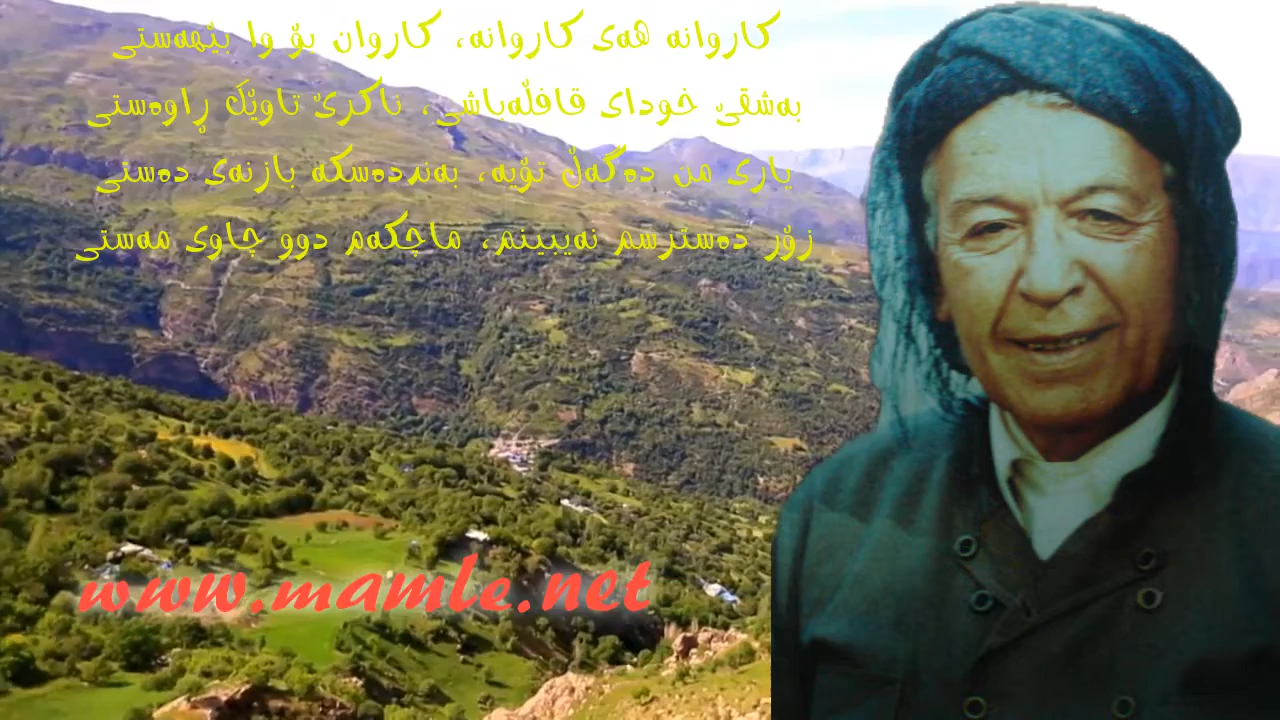 کاروانە هەی کاروانە، کاروان بۆ وا بێهەستی
بەشقێ خودای قافڵەباشی، ناکرێ تاوێک ڕاوەستی
یاری من دەگەڵ تۆیە، بەندەسکە بازنەی دەستی
زۆر دەسترسم نەیبینم، ماچکەم دوو چاوی مەستی
www.mamle.net